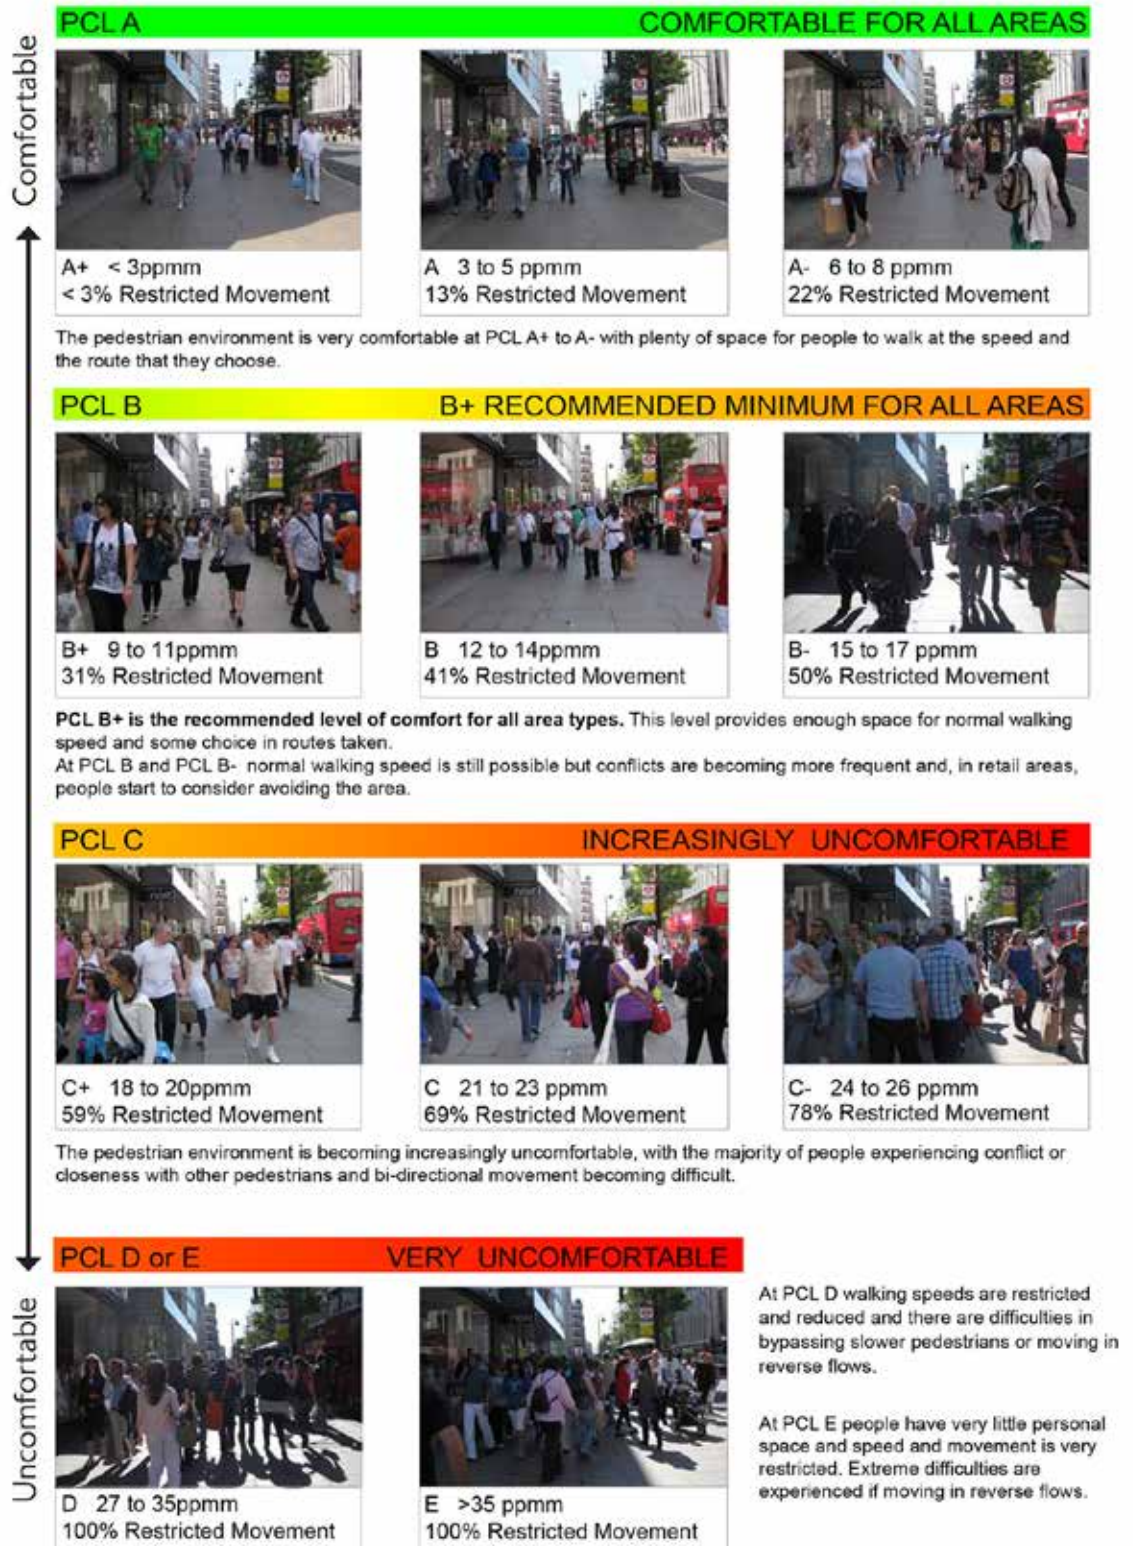 PCL A COMFORTABLE FOR ALL AREAS
Comfortable
A+ < 3ppmm
< 3% Restricted Movement
A 3 to 5 ppmm
13% Restricted Movement
A- 6 to 8 ppmm
22% Restricted Movement
The pedestrian environment is very comfortable at PCL A+ to A- with plenty of space for people to walk at the speed and
the route that they choose.
PCL B B+ RECOMMENDED MINIMUM FOR ALL AREAS
B+ 9 to 11ppmm
31% Restricted Movement
B 12 to 14ppmm
41% Restricted Movement
B- 15 to 17 ppmm
50% Restricted Movement
PCL B+ is the recommended level of comfort for all area types. This level provides enough space for normal walking
speed and some choice in routes taken.
At PCL B and PCL B- normal walking speed is still possible but conflicts are becoming more frequent and, in retail areas,
people start to consider avoiding the area.
PCL C INCREASINGLY UNCOMFORTABLE
C+ 18 to 20ppmm
59% Restricted Movement
C 21 to 23 ppmm
69% Restricted Movement
C- 24 to 26 ppmm
78% Restricted Movement
The pedestrian environment is becoming increasingly uncomfortable, with the majority of people experiencing conflict or
closeness with other pedestrians and bi-directional movement becoming difficult.
PCL D or E VERY UNCOMFORTABLE
Uncomfortable
D 27 to 35ppmm
100% Restricted Movement
E >35 ppmm
100% Restricted Movement
At PCL D walking speeds are restricted
and reduced and there are difficulties in
bypassing slower pedestrians or moving in
reverse flows.
At PCL E people have very little personal
space and speed and movement is very
restricted. Extreme difficulties are
experienced if moving in reverse flows.